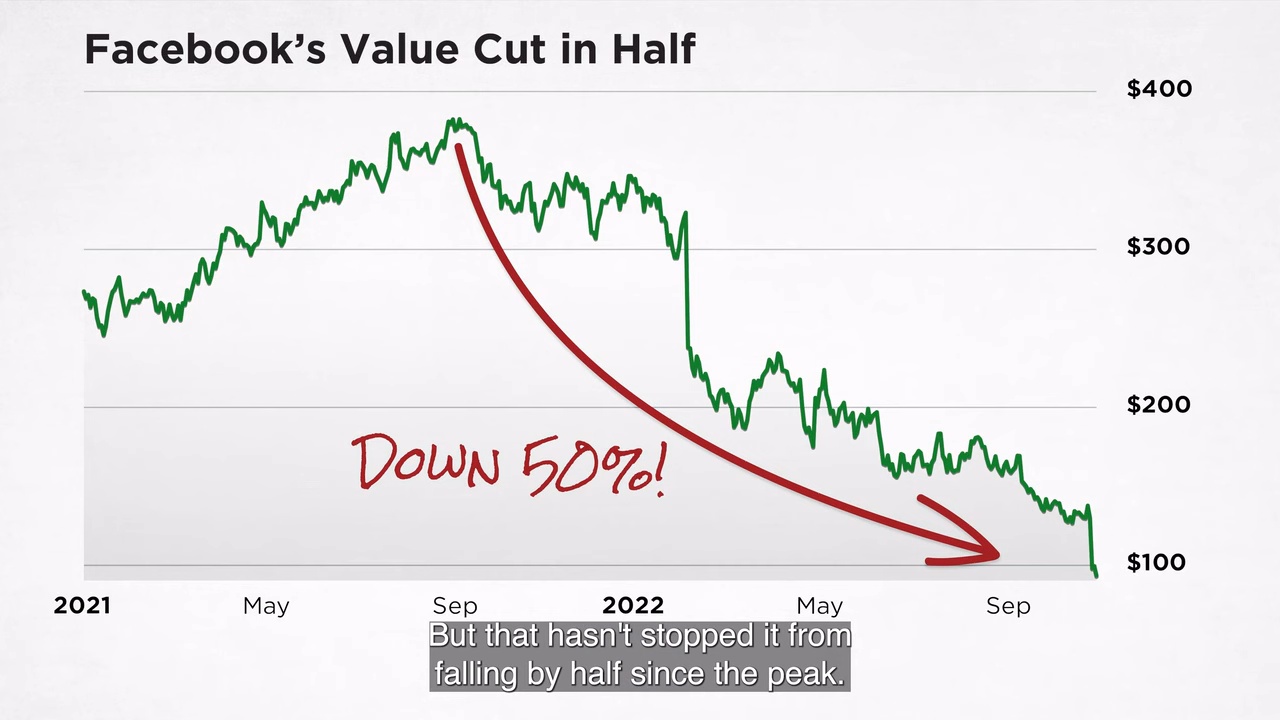 Facebook’s Value Cut in Half
$400
$300
$200
$100
DOWN 50%!
2021 May Sep 2022 May Sep
But that hasn't stopped it from
falling by half since the peak.